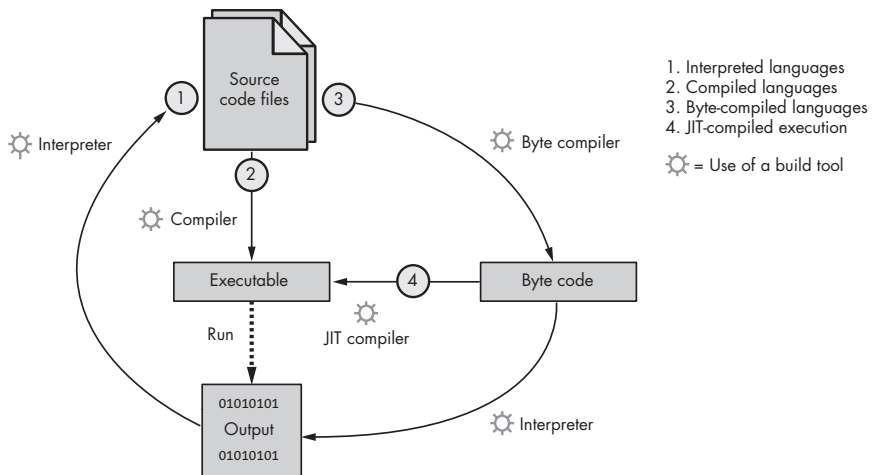 Source
code files
1
3
1. Interpreted languages
2. Compiled languages
3. Byte-compiled languages
4. JIT-compiled execution
Interpreter
Byte compiler
= Use of a build tool
2
Compiler
Executable
4
Byte code
Run
JIT compiler
01010101
Output
01010101
Interpreter